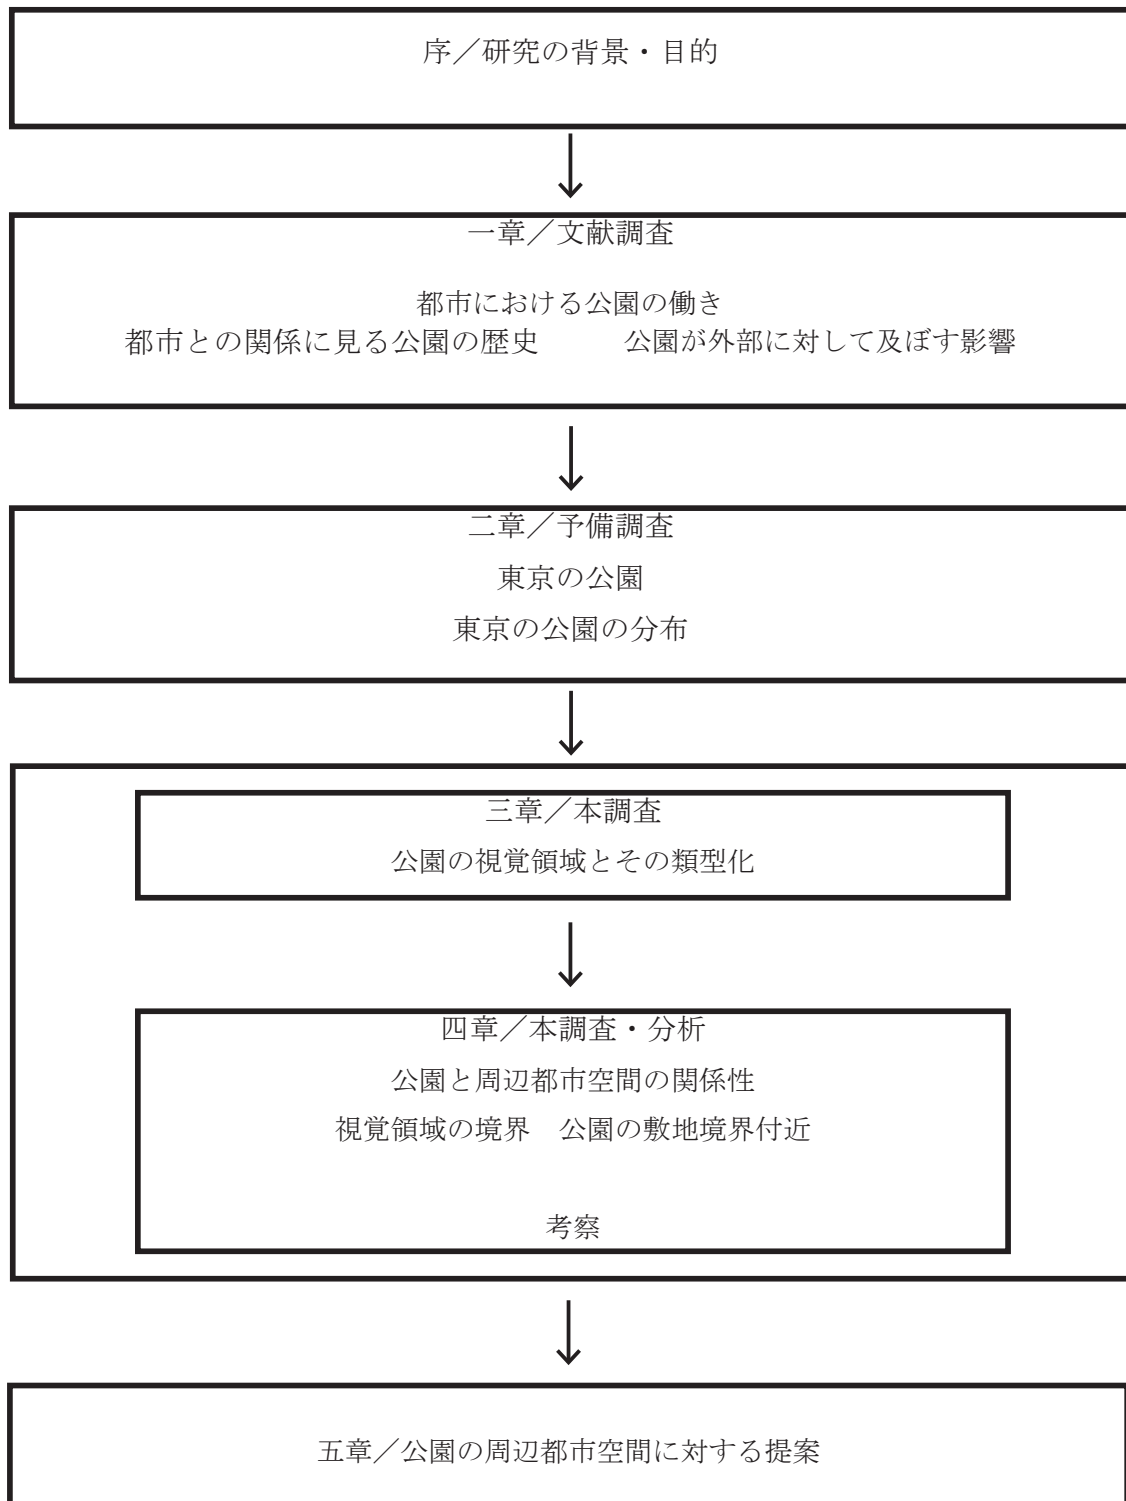 序／研究の背景・目的
一章／文献調査
都市における公園の働き
都市との関係に見る公園の歴史　　　公園が外部に対して及ぼす影響
二章／予備調査
東京の公園
東京の公園の分布
三章／本調査
公園の視覚領域とその類型化
四章／本調査・分析
公園と周辺都市空間の関係性
視覚領域の境界　公園の敷地境界付近
考察
五章／公園の周辺都市空間に対する提案